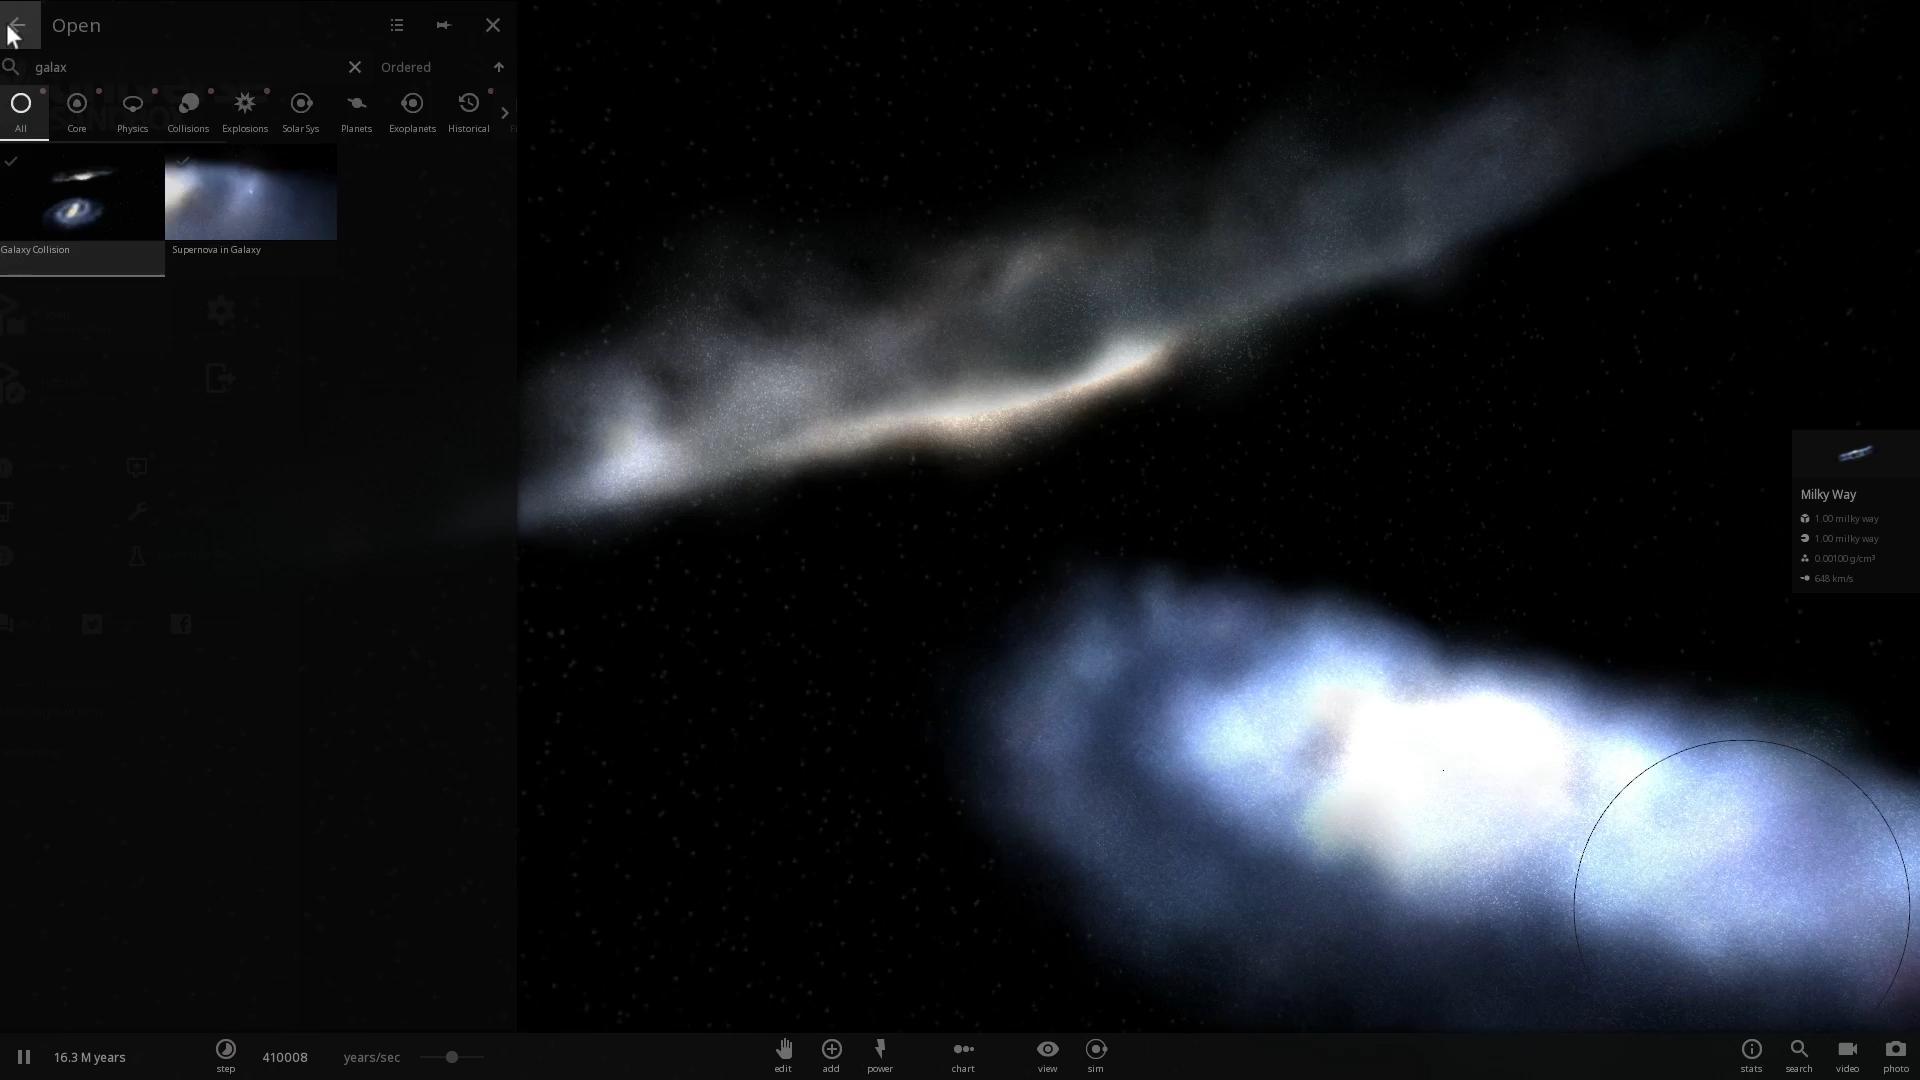 Open
galax
Ordered
All
Core
Physics
Collisions
Explosions
Solar Sys
Planets
Exoplanets
Historical
Galaxy Collision
Supernova in Galaxy
Milky Way
1.00 milky way
1.00 milky way
0.00100 g/cm³
648 km/s
16.3 M years
step
410008
years/sec
edit
add
power
chart
view
sim
stats
search
video
photo